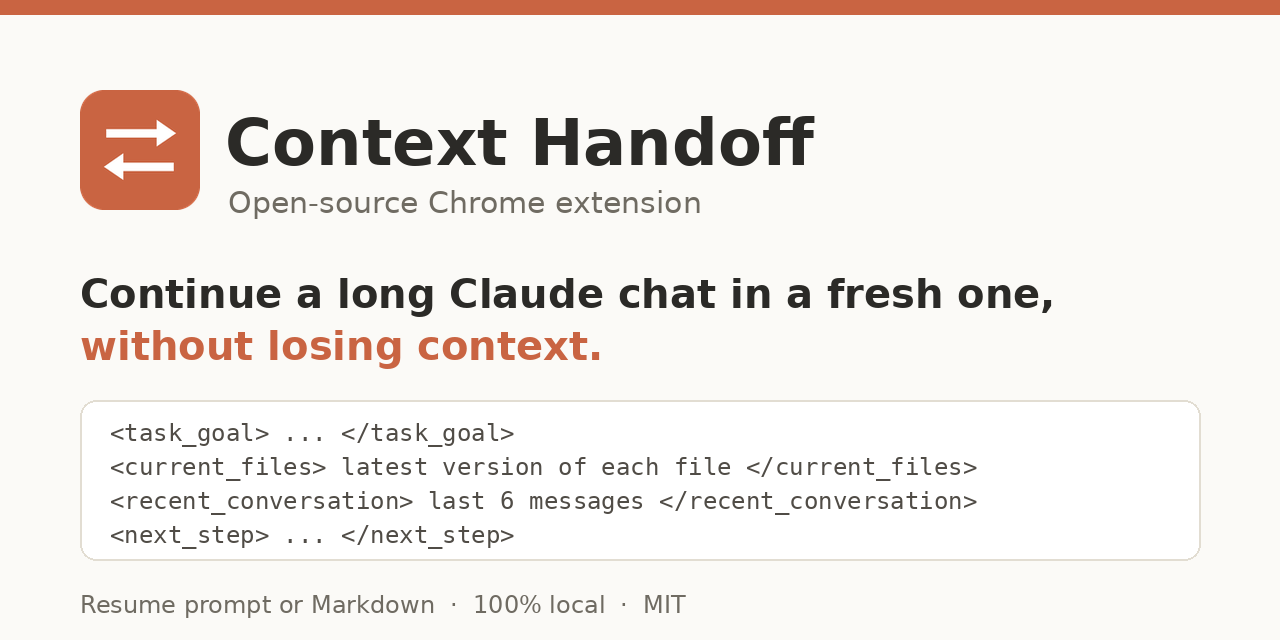 Context Handoff
Open-source Chrome extension
Continue a long Claude chat in a fresh one,
without losing context.
<task_goal> ... </task_goal>
<current_files> latest version of each file </current_files>
<recent_conversation> last 6 messages </recent_conversation>
<next_step> ... </next_step>
Resume prompt or Markdown · 100% local · MIT